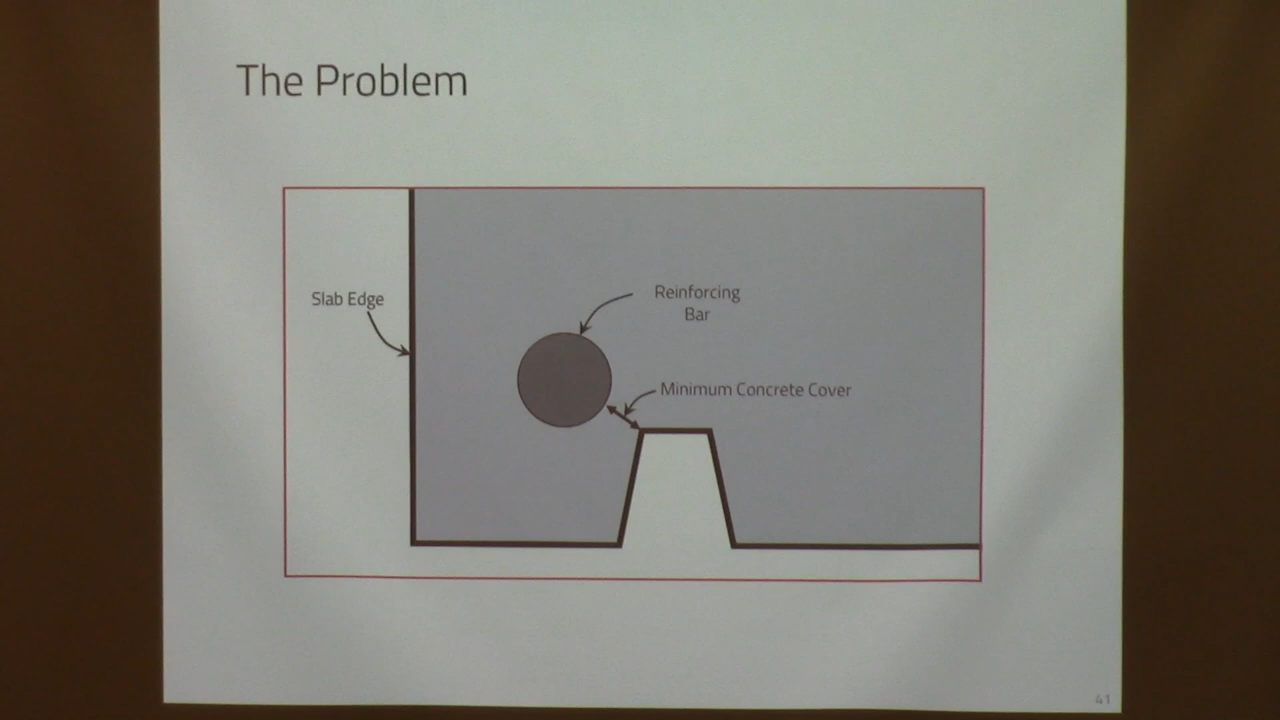 The Problem
Slab Edge
Reinforcing
Bar
Minimum Concrete Cover
41